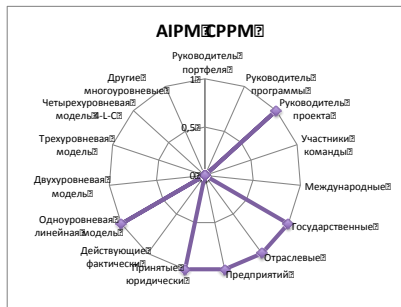 AIPM CPPM
Руководитель
портфеля
Руководитель
программы
Руководитель
проекта
Участники
команды
Международные
Государственные
Отраслевые
Предприятий
Принятые
юридически
Действующие
фактически
Одноуровневая
линейная модель
Двухуровневая
модель
Трехуровневая
модель
Четырехуровневая
модель 4-L-C
Другие
многоуровневые
1
0,5
0